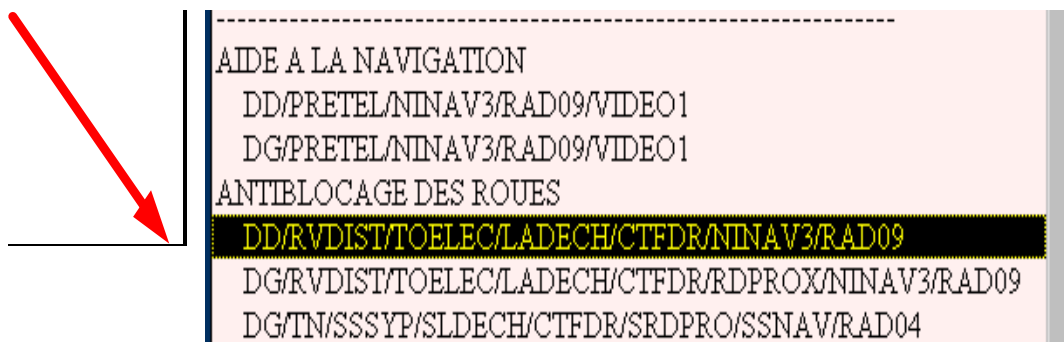 ----------------------------------------------------------------
AIDE A LA NAVIGATION
DD/PRETEL/NINAV3/RAD09/VIDEO1
DG/PRETEL/NINAV3/RAD09/VIDEO1
ANTIBLOCAGE DES ROUES
DD/RVDIST/TOELEC/LADECH/CTFDR/NINAV3/RAD09
DG/RVDIST/TOELEC/LADECH/CTFDR/RDPROX/NINAV3/RAD09
DG/TN/SSSYP/SLDECH/CTFDR/SRDPRO/SSNAV/RAD04